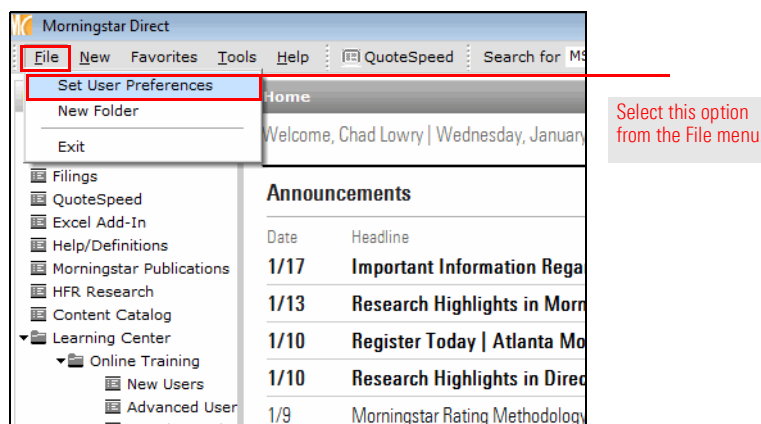 Morningstar Direct
File New Favorites Tools Help QuoteSpeed Search for MS
Set User Preferences
New Folder
Exit
Home
Welcome, Chad Lowry | Wednesday, January
Select this option
from the File menu
Filings
QuoteSpeed
Excel Add-In
Help/Definitions
Morningstar Publications
HFR Research
Content Catalog
Learning Center
Online Training
New Users
Advanced User
Announcements
Date Headline
1/17 Important Information Rega
1/13 Research Highlights in Morn
1/10 Register Today | Atlanta Mo
1/10 Research Highlights in Direc
1/9 Morningstar Rating Methodology